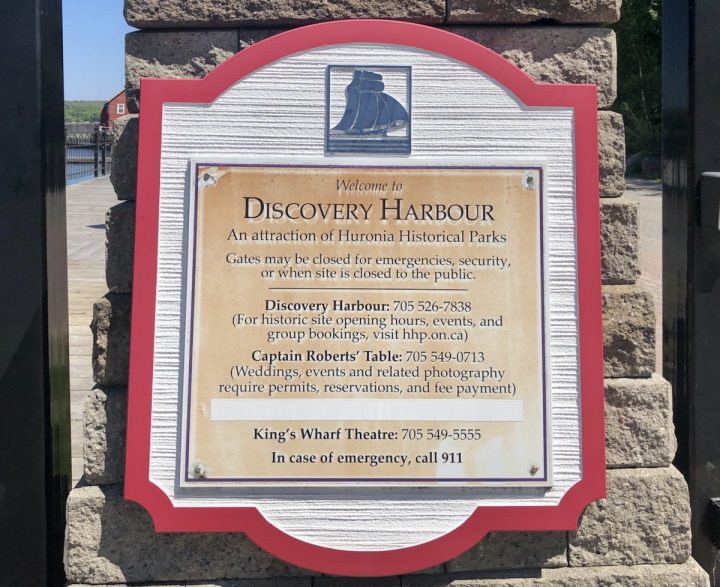 Welcome to
DISCOVERY HARBOUR
An attraction of Huronia Historical Parks
Gates may be closed for emergencies, security,
or when site is closed to the public.
Discovery Harbour: 705 526-7838
(For historic site opening hours, events, and
group bookings, visit hhp.on.ca)
Captain Roberts' Table: 705 549-0713
(Weddings, events and related photography
require permits, reservations, and fee payment)
King's Wharf Theatre: 705 549-5555
In case of emergency, call 911